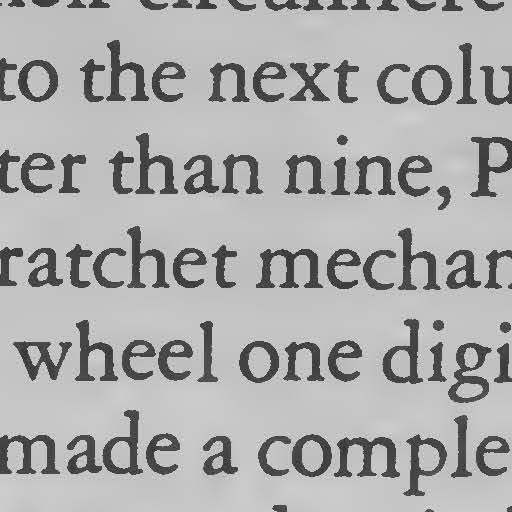 to the next colu
ter than nine, P
ratchet mechan
wheel one digi
made a comple